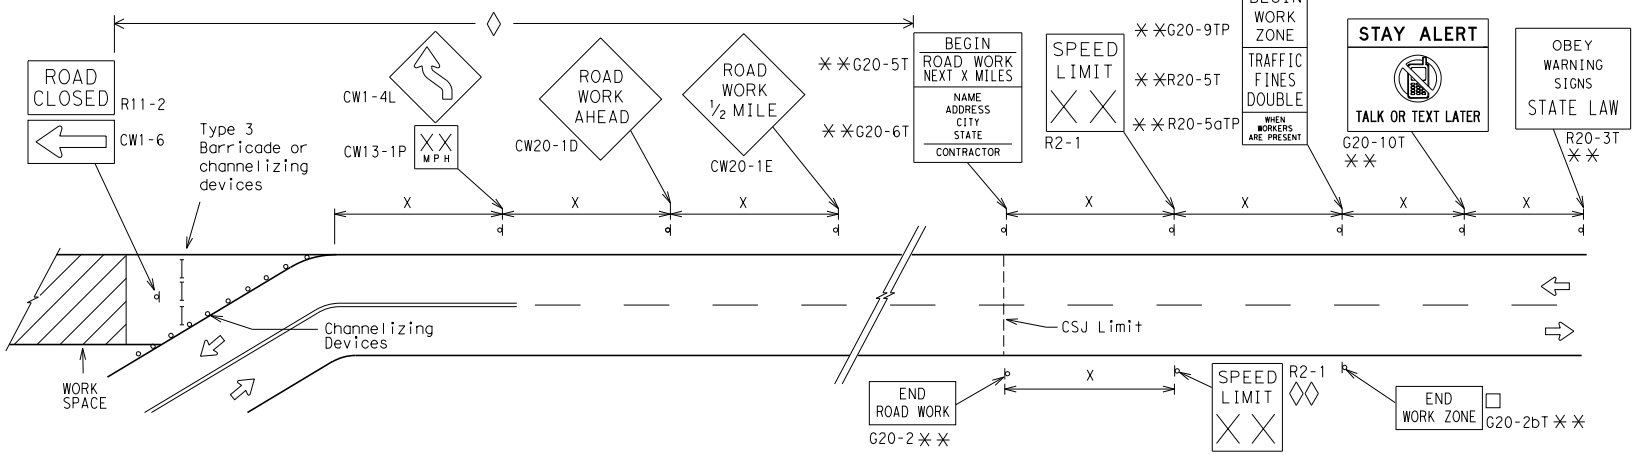 ROAD
CLOSED
R11-2
CW1-6
Type 3
Barricade or
channelizing
devices
CW1-4L
XX
MPH
CW13-1P
ROAD
WORK
AHEAD
CW20-1D
ROAD
WORK
1/2 MILE
CW20-1E
* *G20-5T
* *G20-6T
BEGIN
ROAD WORK
NEXT X MILES
NAME
ADDRESS
CITY
STATE
CONTRACTOR
SPEED
LIMIT
X X
R2-1
* *G20-9TP
* *R20-5T
* *R20-5aTP
BEGIN
WORK
ZONE
TRAFFIC
FINES
DOUBLE
WHEN
WORKERS
ARE PRESENT
STAY ALERT
TALK OR TEXT LATER
G20-10T
* *
OBEY
WARNING
SIGNS
STATE LAW
R20-3T
* *
X
X
X
X
X
X
X
WORK
SPACE
Channelizing
Devices
CSJ Limit
END
ROAD WORK
G20-2 * *
X
SPEED
LIMIT
X X
R2-1
END
WORK ZONE
G20-2bT * *